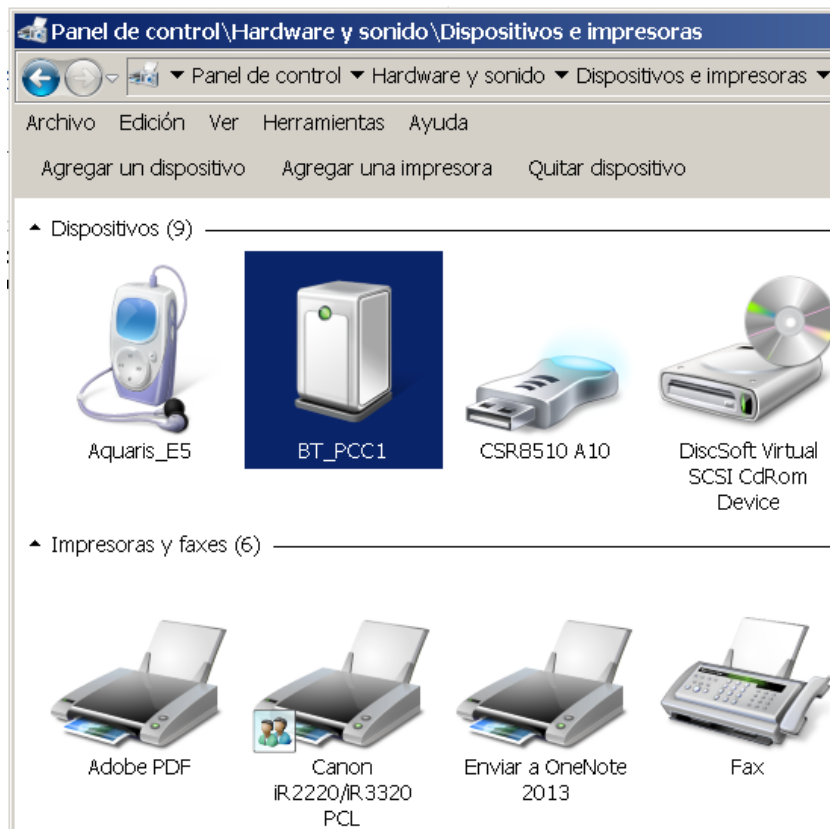 Panel de control\Hardware y sonido\Dispositivos e impresoras
Panel de control Hardware y sonido Dispositivos e impresoras
Archivo Edición Ver Herramientas Ayuda
Agregar un dispositivo Agregar una impresora Quitar dispositivo
Dispositivos (9)
Aquaris_E5 BT_PCC1 CSR8510 A10 DiscSoft Virtual
SCSI CdRom
Device
Impresoras y faxes (6)
Adobe PDF Canon Enviar a OneNote Fax
iR2220/iR3320 2013
PCL